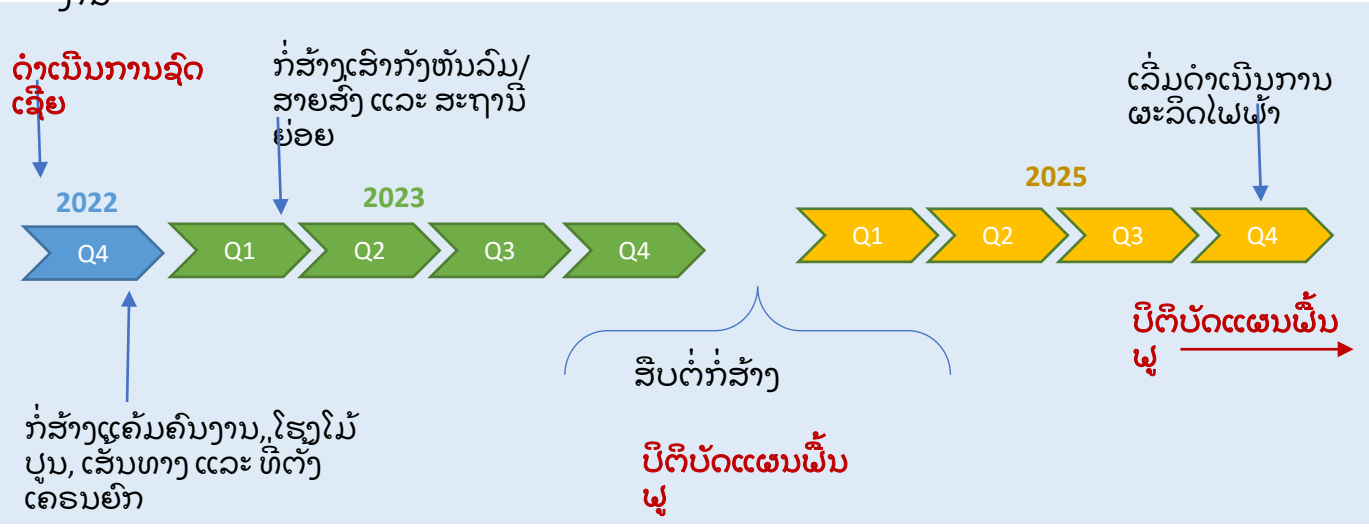 ດຳເນີນການຊົດ
ເຊີຍ
ກໍ່ສ້າງເສົາກັງຫັນລົມ/
ສາຍສົ່ງ ແລະ ສະຖານີ
ຍ່ອຍ
ເລີ່ມດຳເນີນການ
ຜະລິດໄຟຟ້າ
2022
2023
2025
Q4
Q1
Q2
Q3
Q4
Q1
Q2
Q3
Q4
ສືບຕໍ່ກໍ່ສ້າງ
ປິຕິບັດແຜນຟື້ນ
ຟູ
ກໍ່ສ້າງແຄ້ມຄົນງານ, ໂຮງໂມ້
ປູນ, ເສັ້ນທາງ ແລະ ທີ່ຕັ້ງ
ເຄຣນຍົກ
ປິຕິບັດແຜນຟື້ນ
ຟູ